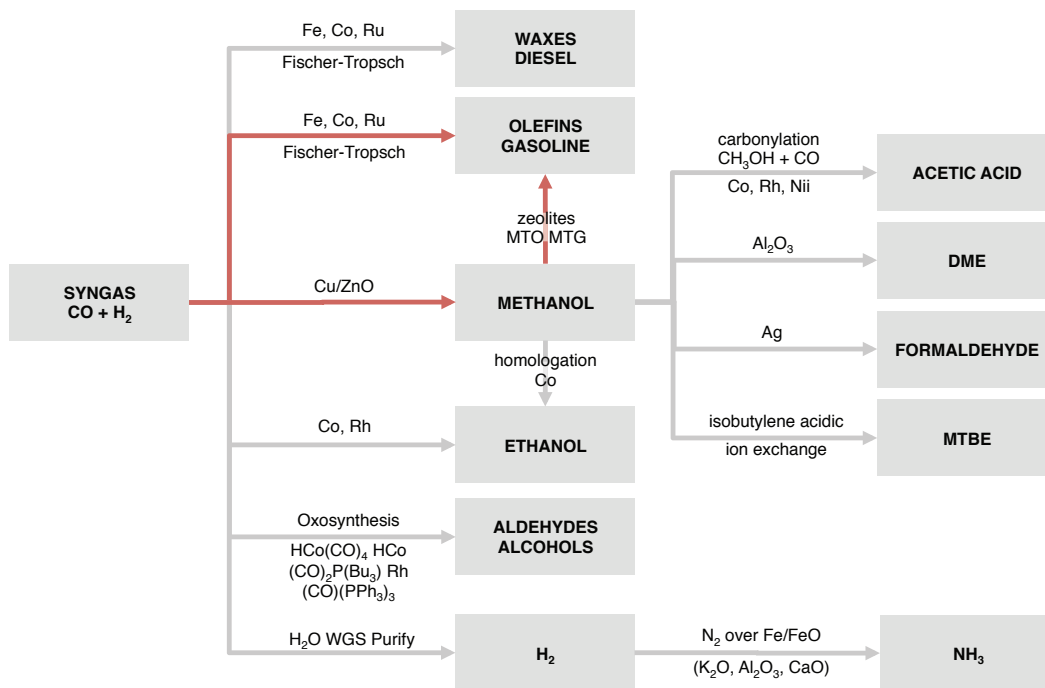 Fe, Co, Ru
Fischer-Tropsch
WAXES
DIESEL
Fe, Co, Ru
Fischer-Tropsch
OLEFINS
GASOLINE
carbonylation
CH₃OH + CO
Co, Rh, Nii
ACETIC ACID
zeolites
MTO MTG
Al₂O₃
DME
SYNGAS
CO + H₂
Cu/ZnO
METHANOL
Ag
FORMALDEHYDE
homologation
Co
isobutylene acidic
ion exchange
MTBE
Co, Rh
ETHANOL
Oxosynthesis
HCo(CO)₄ HCo
(CO)₂P(Bu₃) Rh
(CO)(PPh₃)₃
ALDEHYDES
ALCOHOLS
H₂O WGS Purify
H₂
N₂ over Fe/FeO
(K₂O, Al₂O₃, CaO)
NH₃